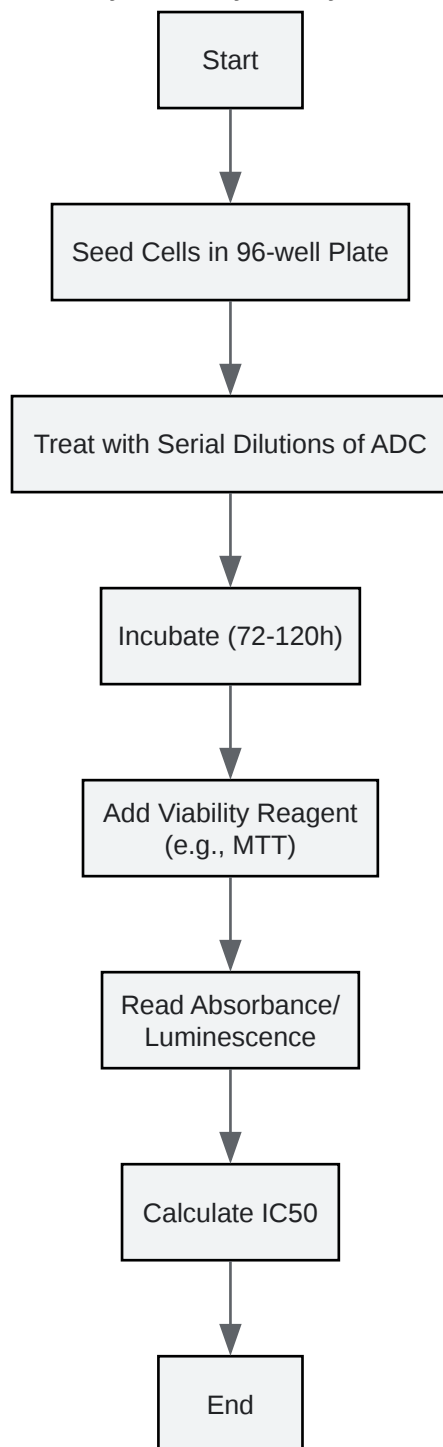 Start
Seed Cells in 96-well Plate
Treat with Serial Dilutions of ADC
Incubate (72-120h)
Add Viability Reagent
(e.g., MTT)
Read Absorbance/
Luminescence
Calculate IC50
End